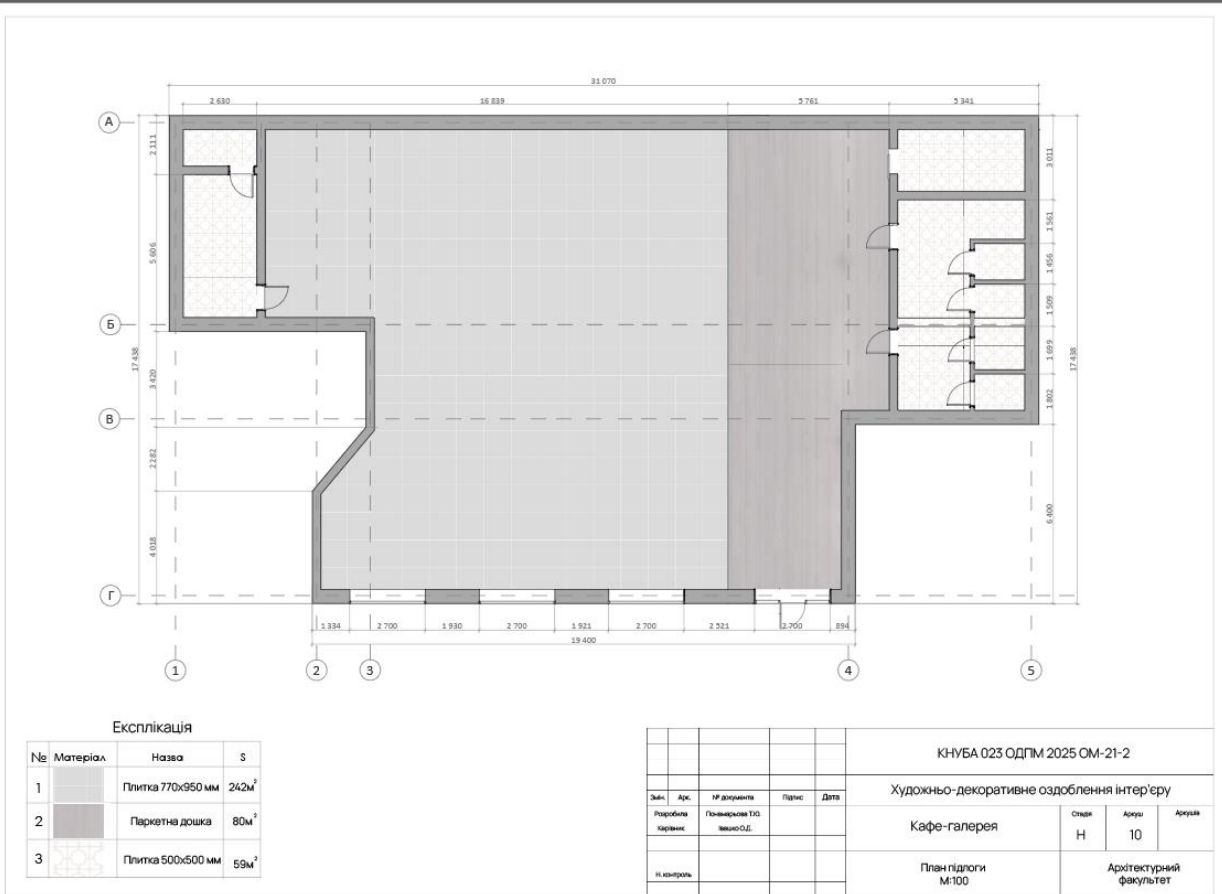 31 070
2 630 16 839 5 761 5 341
А
2 111
3 011
1 561
5 606
1 456
1 509
Б
17 438
3 420
1 699
17 438
1 802
В
2282
6 400
4 018
Г
1 334 2 700 1 930 2 700 1 921 2 700 2 521 2 700 894
19 400
1 2 3 4 5
Експлікація
№ Матеріал Назва S
1 Плитка 770х950 мм 242м²
2 Паркетна дошка 80м²
3 Плитка 500х500 мм 59м²
КНУБА 023 ОДПМ 2025 ОМ-21-2
Художньо-декоративне оздоблення інтер'єру
Змн. Арк. № документа Підпис Дата
Розробила Понамарьова Т.Ю.
Керівник Івашко О.Д.
Н. контроль
Кафе-галерея
Стадія Аркуш Аркушів
Н 10
План підлоги
М:100
Архітектурний
факультет